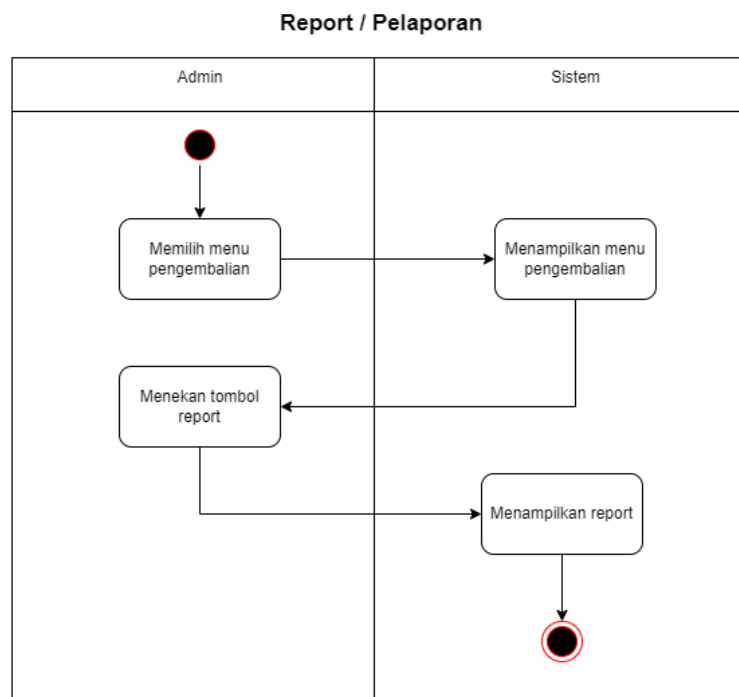 Report / Pelaporan
Admin
Sistem
Memilih menu
pengembalian
Menampilkan menu
pengembalian
Menekan tombol
report
Menampilkan report